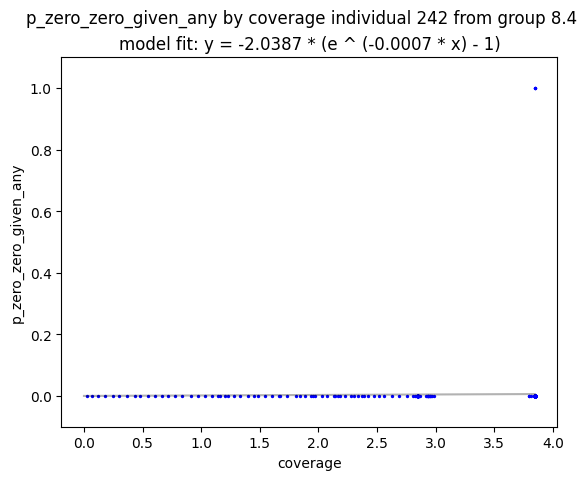 p_zero_zero_given_any by coverage individual 242 from group 8.4
model fit: y = -2.0387 * (e ^ (-0.0007 * x) - 1)
1.0
0.8
0.6
0.4
0.2
0.0
p_zero_zero_given_any
0.0 0.5 1.0 1.5 2.0 2.5 3.0 3.5 4.0
coverage